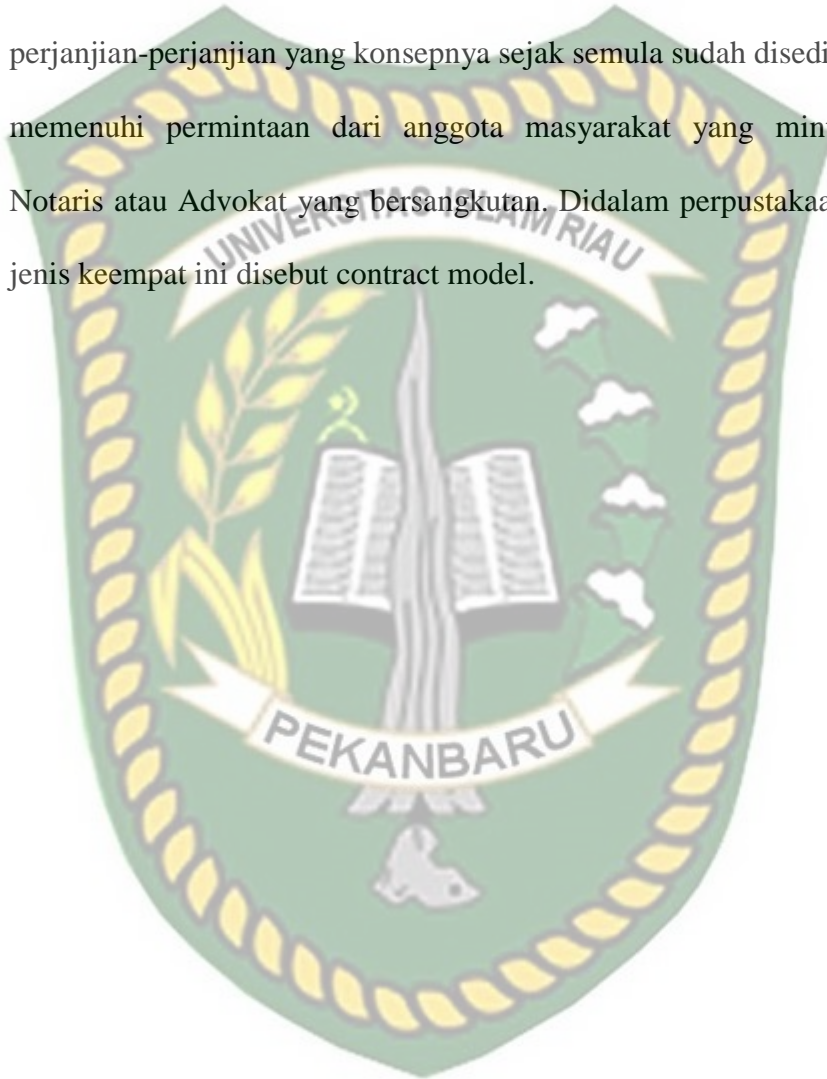 perjanjian-perjanjian yang konsepnya sejak semula sudah disedi
memenuhi permintaan dari anggota masyarakat yang min
Notaris atau Advokat yang bersangkutan. Didalam perpustakaa
jenis keempat ini disebut contract model.
UNIVERSITAS ISLAM RIAU
PEKANBARU